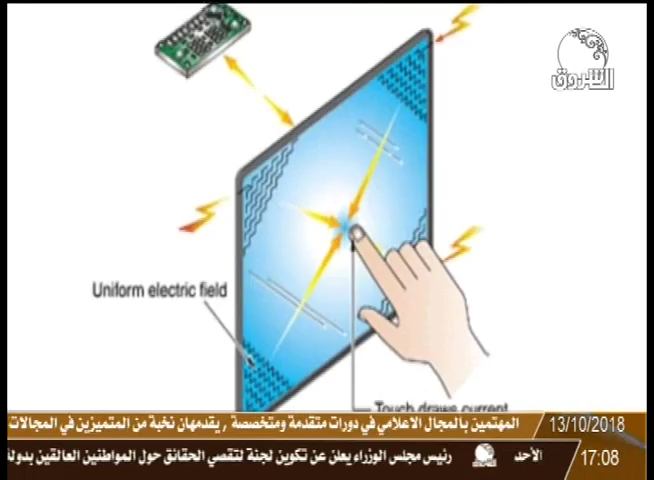 الشروق
Uniform electric field
Touch draws current
المهتمين بالمجال الاعلامي في دورات متقدمة ومتخصصة , يقدمهان نخبة من المتميزين في المجالات
13/10/2018
رئيس مجلس الوزراء يعلن عن تكوين لجنة لتقصي الحقائق حول المواطنين العالقين بدولة
الأحد
17:08